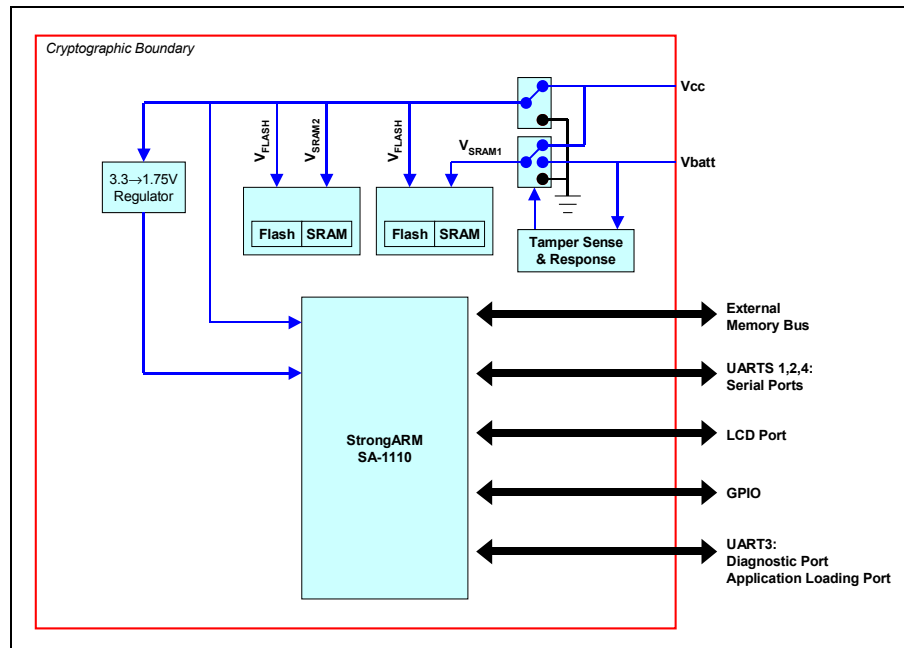 Cryptographic Boundary
Vcc
Vbatt
VFLASH
VSRAM2
VFLASH
VSRAM1
3.3→1.75V
Regulator
Flash SRAM
Flash SRAM
Tamper Sense
& Response
StrongARM
SA-1110
External
Memory Bus
UARTS 1,2,4:
Serial Ports
LCD Port
GPIO
UART3:
Diagnostic Port
Application Loading Port